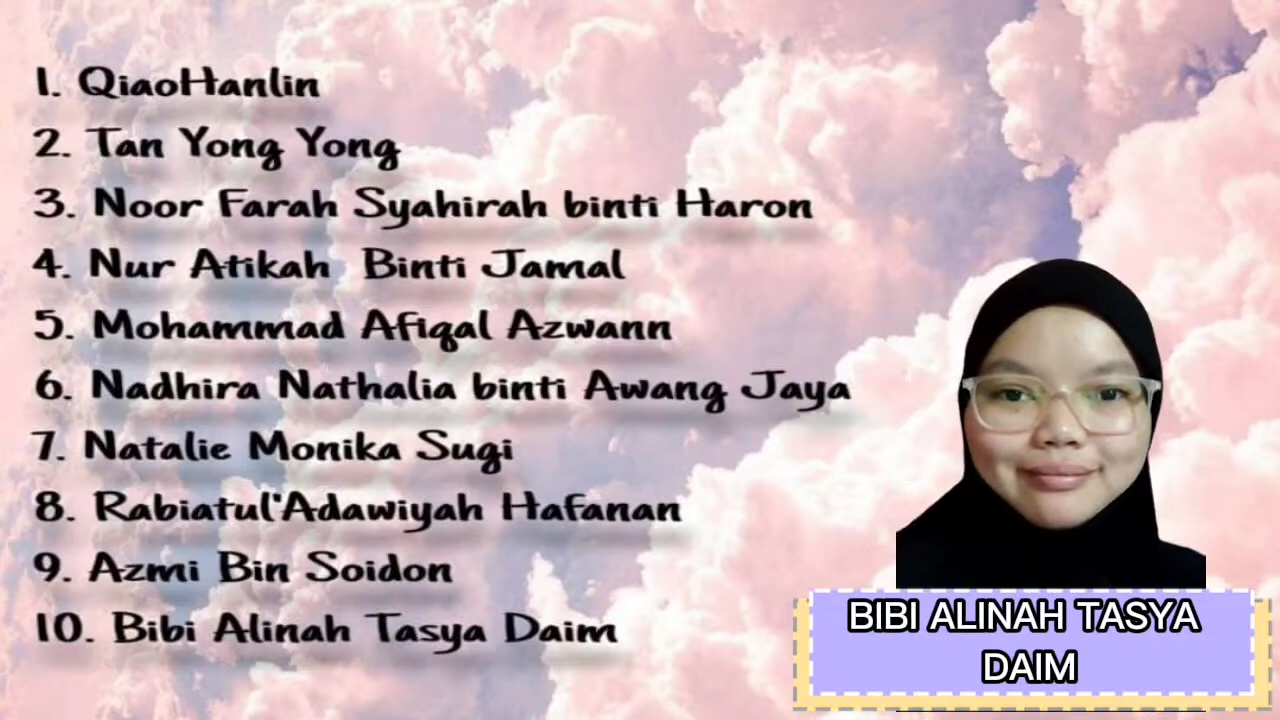 1. QiaoHanlin
2. Tan Yong Yong
3. Noor Farah Syahirah binti Haron
4. Nur Atikah Binti Jamal
5. Mohammad Afiqal Azwann
6. Nadhira Nathalia binti Awang Jaya
7. Natalie Monika Sugi
8. Rabiatul'Adawiyah Hafanan
9. Azmi Bin Soidon
10. Bibi Alinah Tasya Daim
BIBI ALINAH TASYA
DAIM